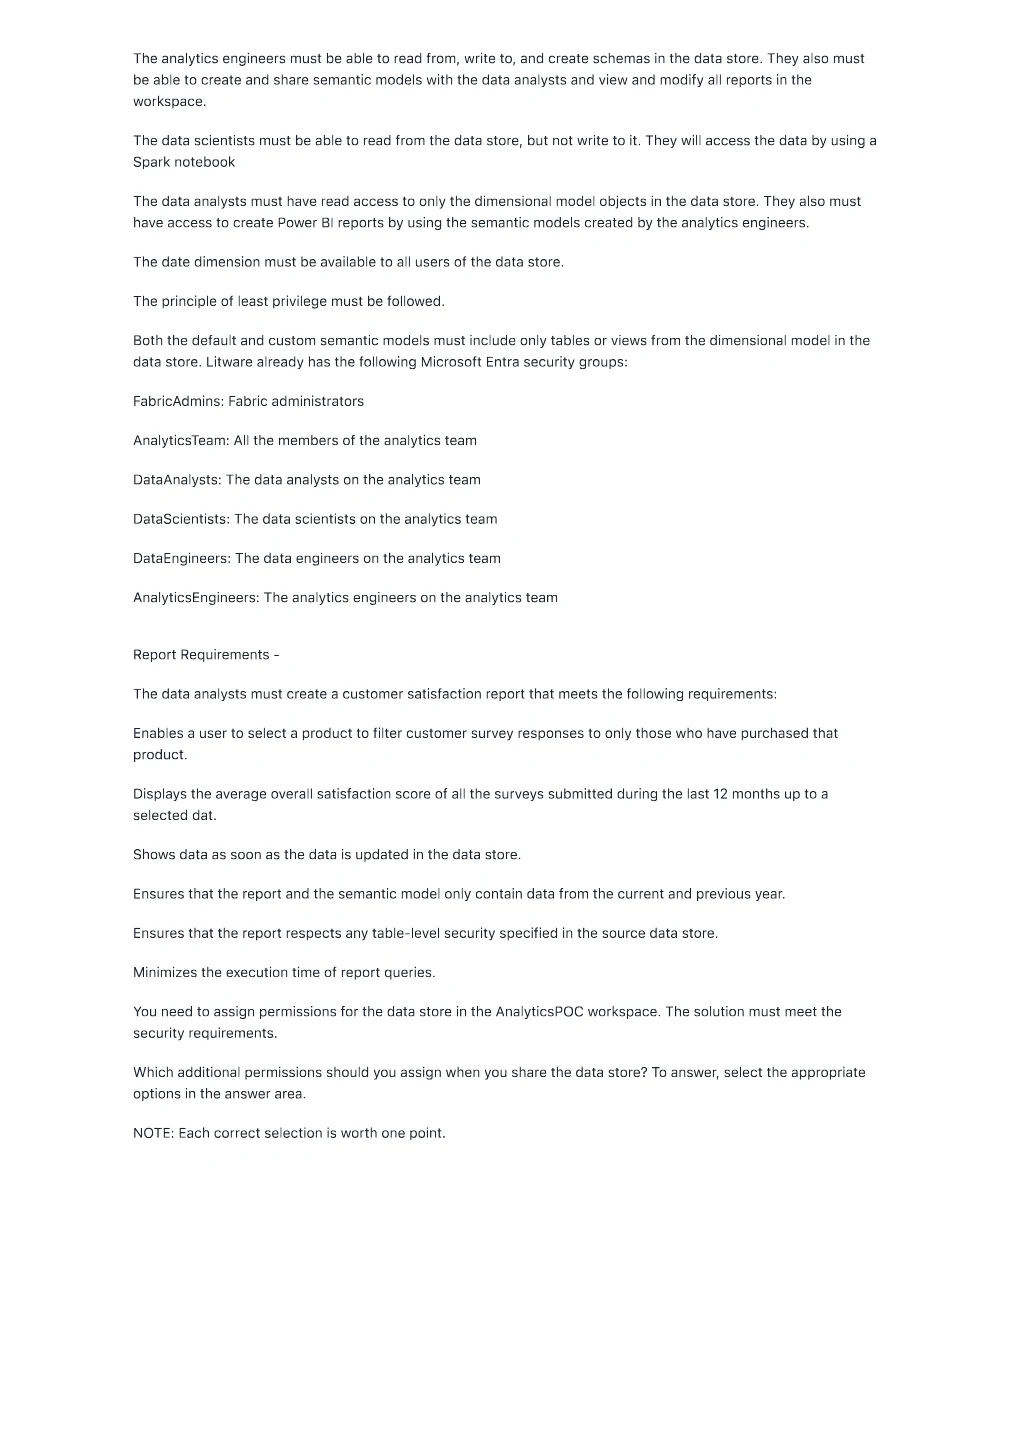 The analytics engineers must be able to read from, write to, and create schemas in the data store. They also must
be able to create and share semantic models with the data analysts and view and modify all reports in the
workspace.
The data scientists must be able to read from the data store, but not write to it. They will access the data by using a
Spark notebook
The data analysts must have read access to only the dimensional model objects in the data store. They also must
have access to create Power BI reports by using the semantic models created by the analytics engineers.
The date dimension must be available to all users of the data store.
The principle of least privilege must be followed.
Both the default and custom semantic models must include only tables or views from the dimensional model in the
data store. Litware already has the following Microsoft Entra security groups:
FabricAdmins: Fabric administrators
AnalyticsTeam: All the members of the analytics team
DataAnalysts: The data analysts on the analytics team
DataScientists: The data scientists on the analytics team
DataEngineers: The data engineers on the analytics team
AnalyticsEngineers: The analytics engineers on the analytics team
Report Requirements -
The data analysts must create a customer satisfaction report that meets the following requirements:
Enables a user to select a product to filter customer survey responses to only those who have purchased that
product.
Displays the average overall satisfaction score of all the surveys submitted during the last 12 months up to a
selected dat.
Shows data as soon as the data is updated in the data store.
Ensures that the report and the semantic model only contain data from the current and previous year.
Ensures that the report respects any table-level security specified in the source data store.
Minimizes the execution time of report queries.
You need to assign permissions for the data store in the AnalyticsPOC workspace. The solution must meet the
security requirements.
Which additional permissions should you assign when you share the data store? To answer, select the appropriate
options in the answer area.
NOTE: Each correct selection is worth one point.